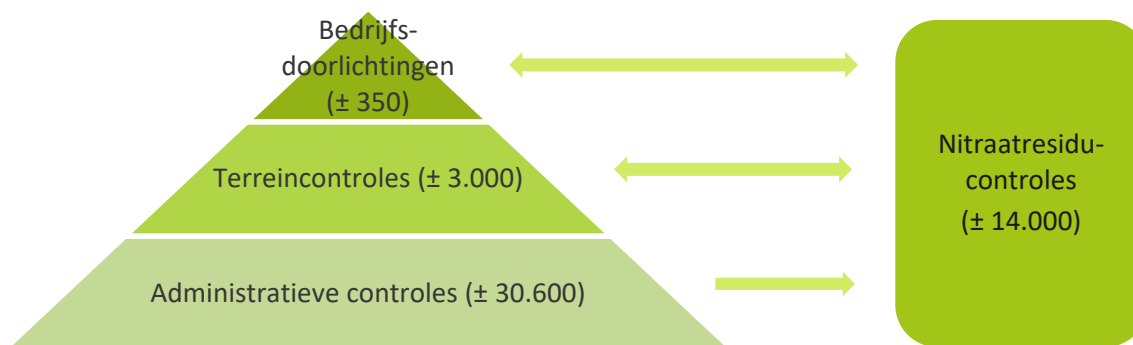 Bedrijfs-
doorlichtingen
(± 350)
Terreincontroles (± 3.000)
Administratieve controles (± 30.600)
Nitraatresidu-
controles
(± 14.000)